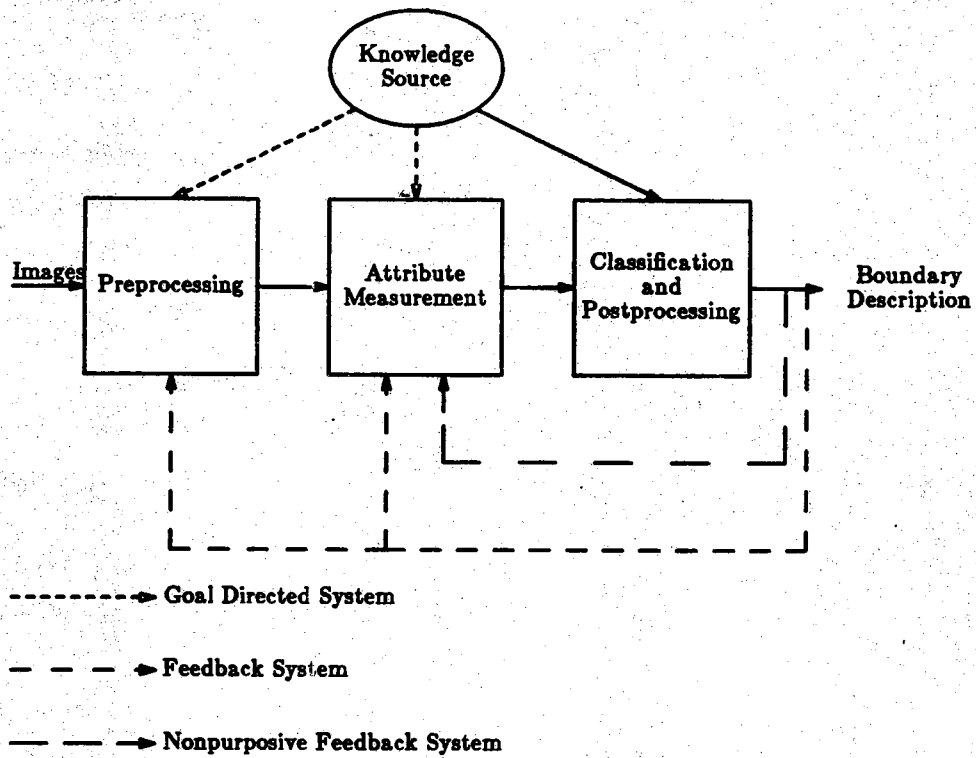 Knowledge
Source
Images
Preprocessing
Attribute
Measurement
Classification
and
Postprocessing
Boundary
Description
Goal Directed System
Feedback System
Nonpurposive Feedback System